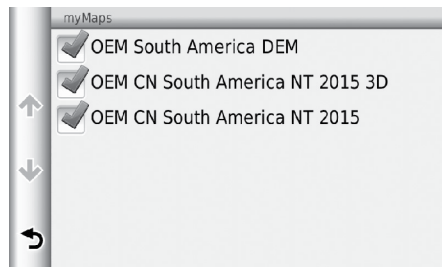 myMaps
OEM South America DEM
OEM CN South America NT 2015 3D
OEM CN South America NT 2015